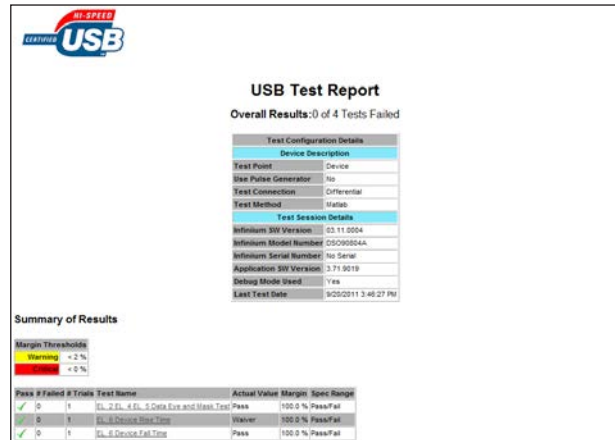 HI-SPEED
CERTIFIED USB
USB Test Report
Overall Results:0 of 4 Tests Failed
Test Configuration Details
Device Description
Test Point Device
Use Pulse Generator No
Test Connection Differential
Test Method Matlab
Test Session Details
Infiniium SW Version 03.11.0004
Infiniium Model Number DSO90804A
Infiniium Serial Number No Serial
Application SW Version 3.71.9019
Debug Mode Used Yes
Last Test Date 9/20/2011 3:46:27 PM
Summary of Results
Margin Thresholds
Warning < 2 %
Critical < 0 %
Pass # Failed # Trials Test Name Actual Value Margin Spec Range
0 1 EL_2 EL_4 EL_5 Data Eye and Mask Test Pass 100.0 % Pass/Fail
0 1 EL_6 Device Rise Time Waiver 100.0 % Pass/Fail
0 1 EL_6 Device Fall Time Pass 100.0 % Pass/Fail